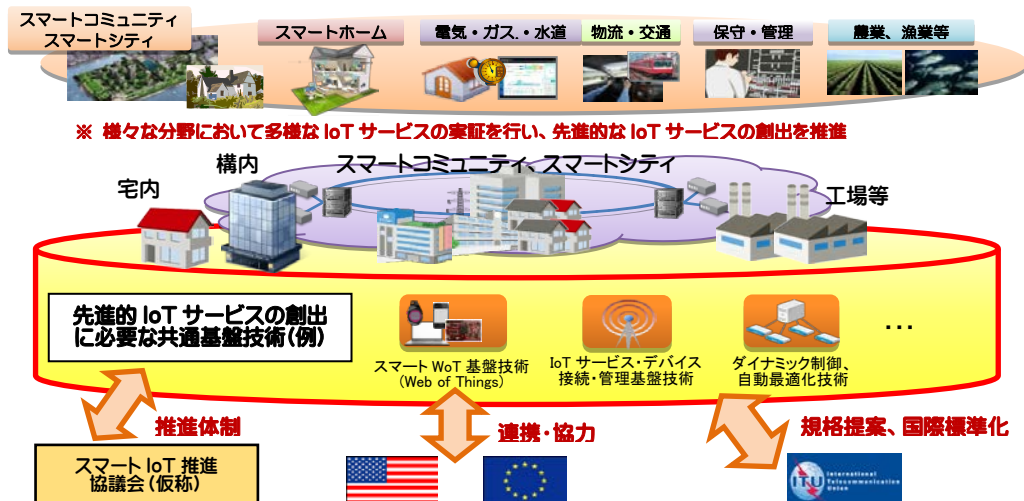 スマートコミュニティ
スマートシティ
スマートホーム
電気・ガス.・水道
物流・交通
保守・管理
農業、漁業等
※ 様々な分野において多様な IoT サービスの実証を行い、先進的な IoT サービスの創出を推進
構内
スマートコミュニティ、スマートシティ
宅内
工場等
先進的 IoT サービスの創出
に必要な共通基盤技術（例）
スマート WoT 基盤技術
(Web of Things)
IoT サービス・デバイス
接続・管理基盤技術
ダイナミック制御、
自動最適化技術
・・・
推進体制
連携・協力
規格提案、国際標準化
スマート IoT 推進
協議会（仮称）
ITU
International
Telecommunication
Union